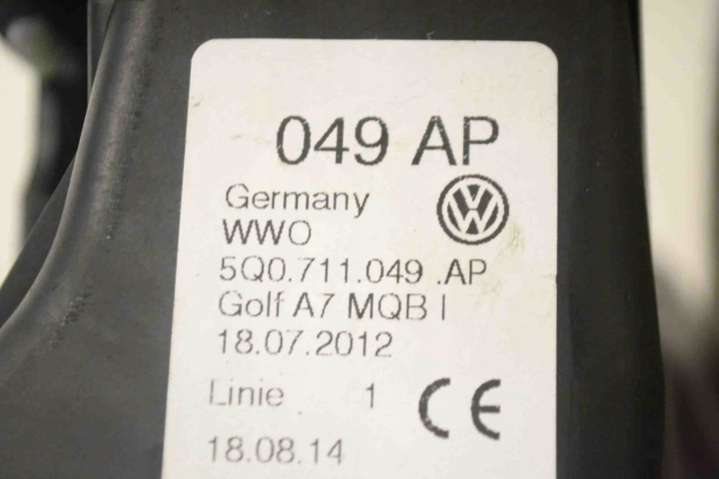 049 AP
Germany
WWO
5Q0.711.049 .AP
Golf A7 MQB I
18.07.2012
Linie 1
CE
18.08.14